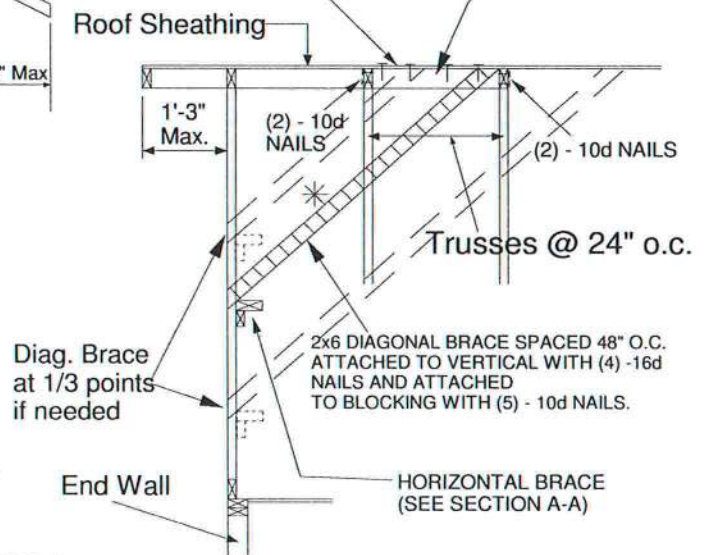 Roof Sheathing
" Max
1'-3"
Max.
(2) - 10d
NAILS
(2) - 10d NAILS
Trusses @ 24" o.c.
2x6 DIAGONAL BRACE SPACED 48" O.C.
ATTACHED TO VERTICAL WITH (4) -16d
NAILS AND ATTACHED
TO BLOCKING WITH (5) - 10d NAILS.
Diag. Brace
at 1/3 points
if needed
End Wall
HORIZONTAL BRACE
(SEE SECTION A-A)